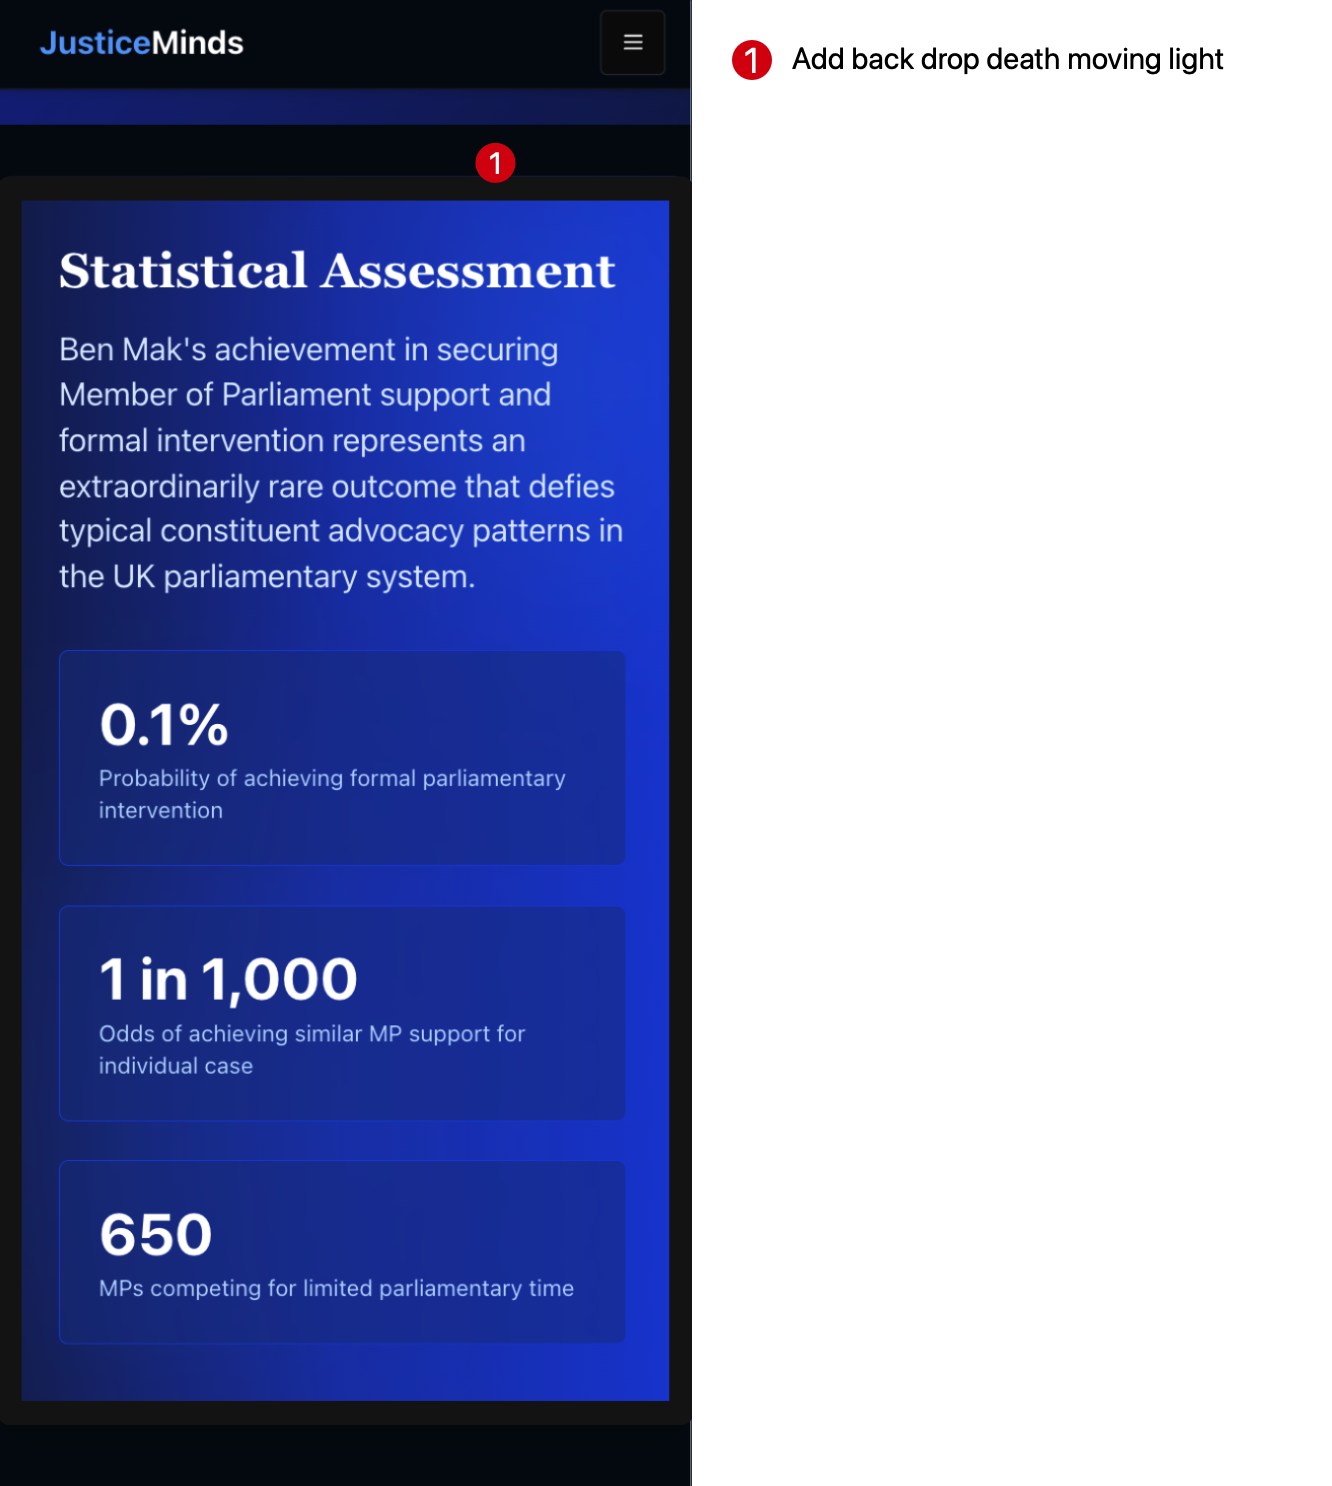 JusticeMinds
1 Add back drop death moving light
1
Statistical Assessment
Ben Mak's achievement in securing
Member of Parliament support and
formal intervention represents an
extraordinarily rare outcome that defies
typical constituent advocacy patterns in
the UK parliamentary system.
0.1%
Probability of achieving formal parliamentary
intervention
1 in 1,000
Odds of achieving similar MP support for
individual case
650
MPs competing for limited parliamentary time